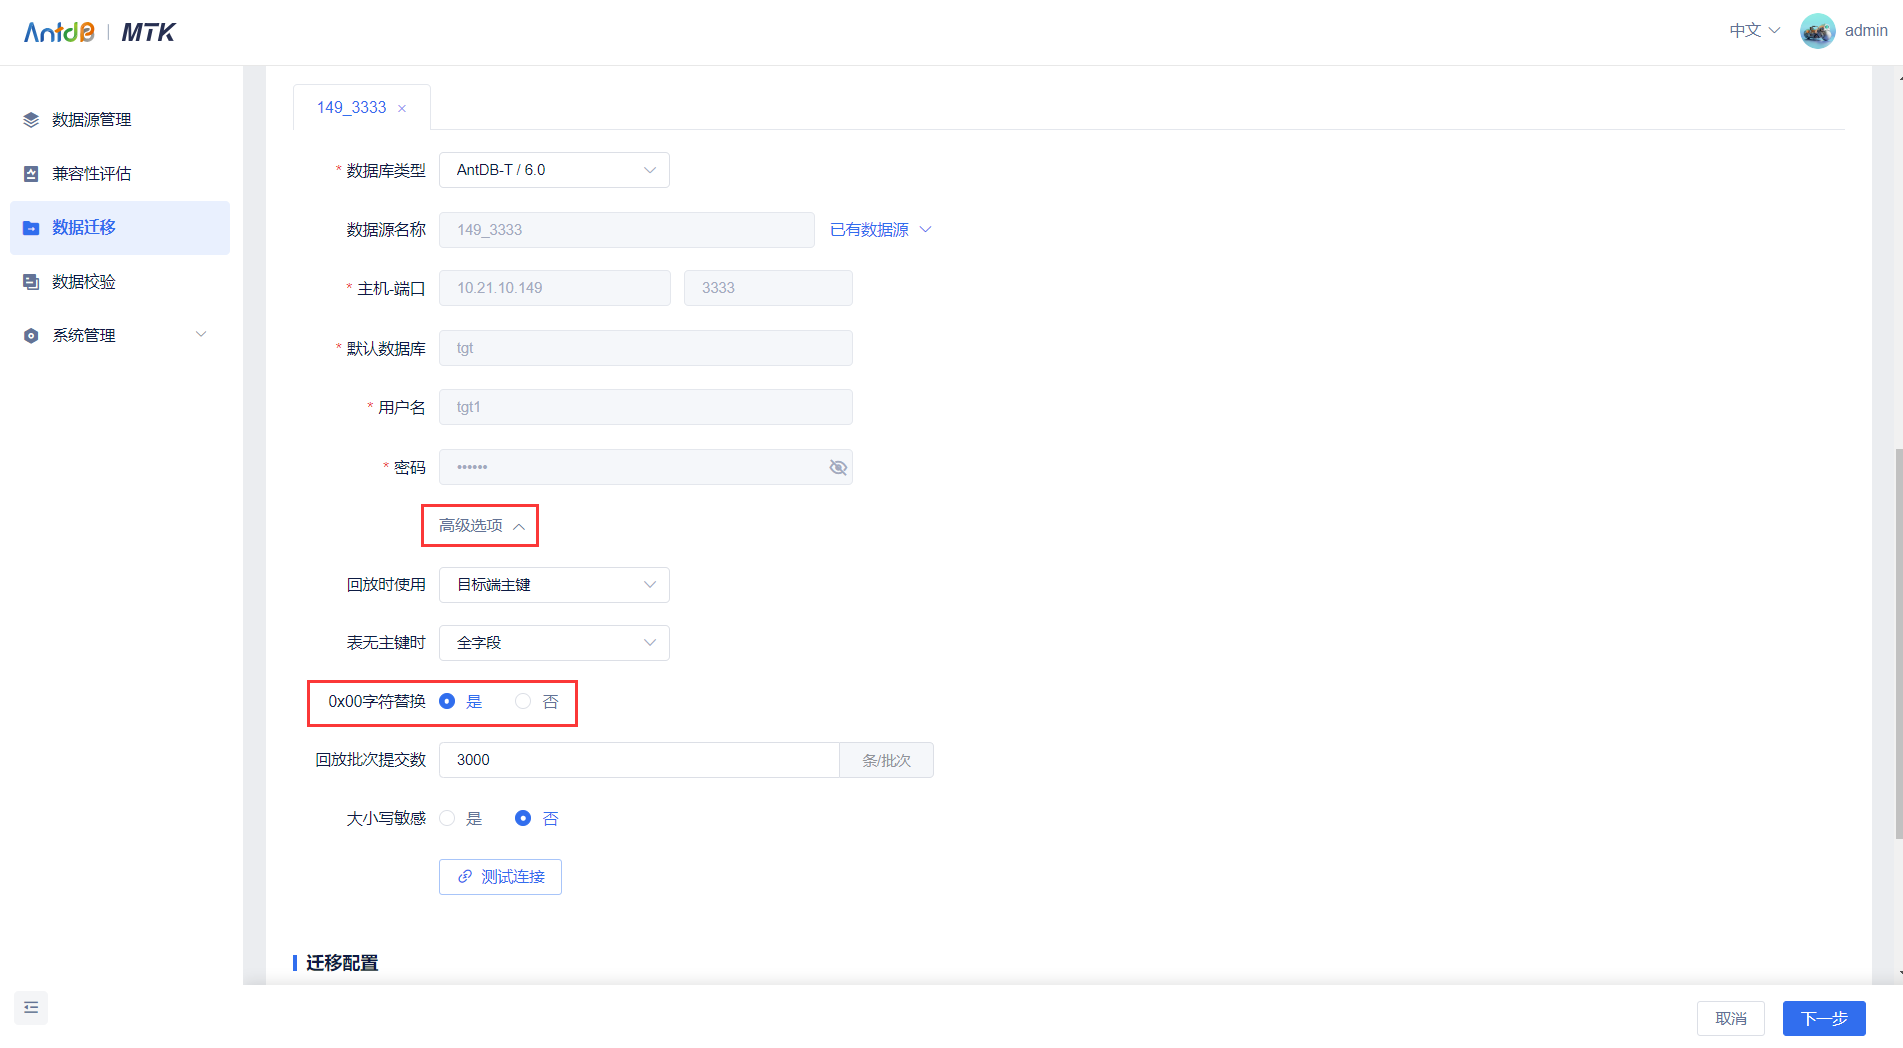 AntdB | MTK
中文
admin
数据源管理
兼容性评估
数据迁移
数据校验
系统管理
149_3333 ×
* 数据库类型 AntDB-T / 6.0
数据源名称 149_3333 已有数据源
* 主机-端口 10.21.10.149 3333
* 默认数据库 tgt
* 用户名 tgt1
* 密码 ••••••
高级选项
回放时使用 目标端主键
表无主键时 全字段
0x00字符替换 是 否
回放批次提交数 3000 条/批次
大小写敏感 是 否
测试连接
迁移配置
取消 下一步